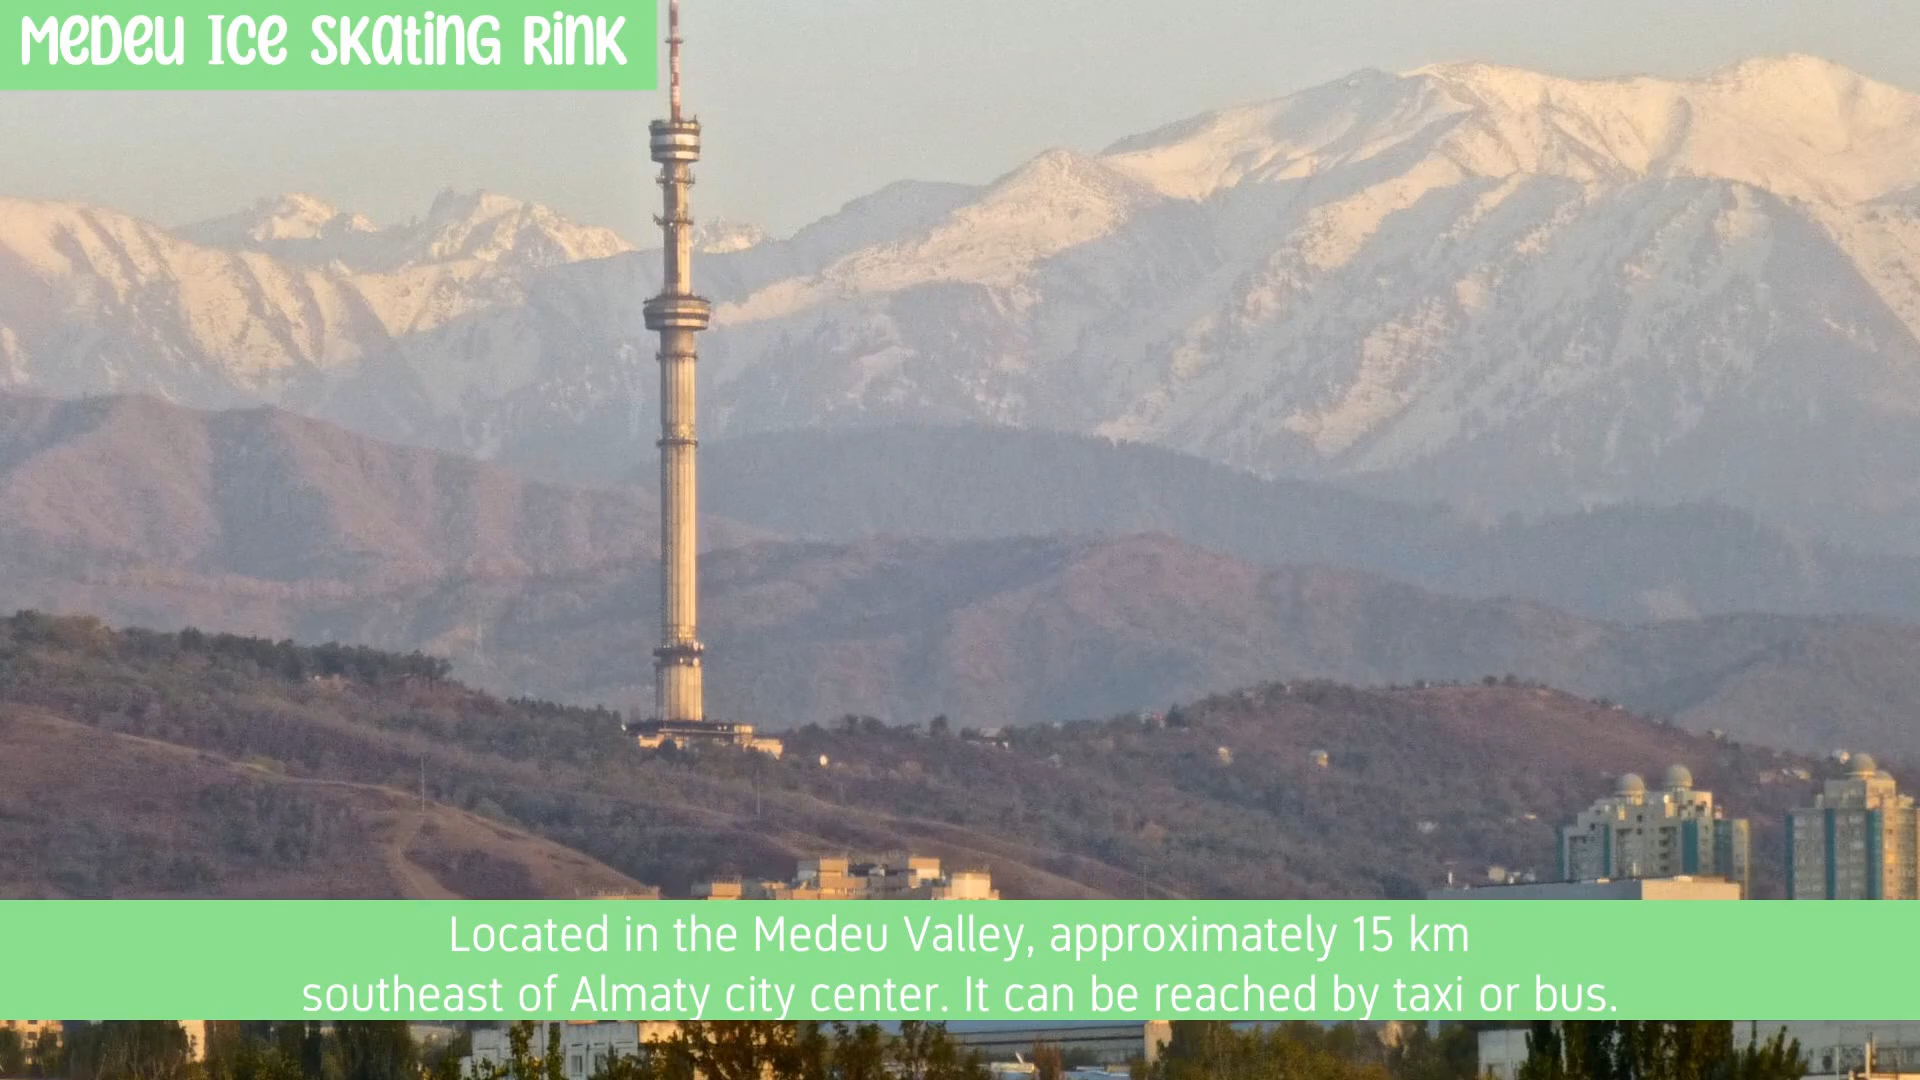 Medeu Ice Skating Rink
Located in the Medeu Valley, approximately 15 km
southeast of Almaty city center. It can be reached by taxi or bus.